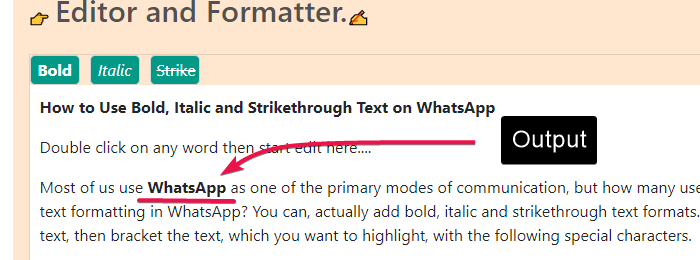 👉 Editor and Formatter.✍
Bold Italic Strike
How to Use Bold, Italic and Strikethrough Text on WhatsApp
Output
Double click on any word then start edit here....
Most of us use WhatsApp as one of the primary modes of communication, but how many use
text formatting in WhatsApp? You can, actually add bold, italic and strikethrough text formats.
text, then bracket the text, which you want to highlight, with the following special characters.